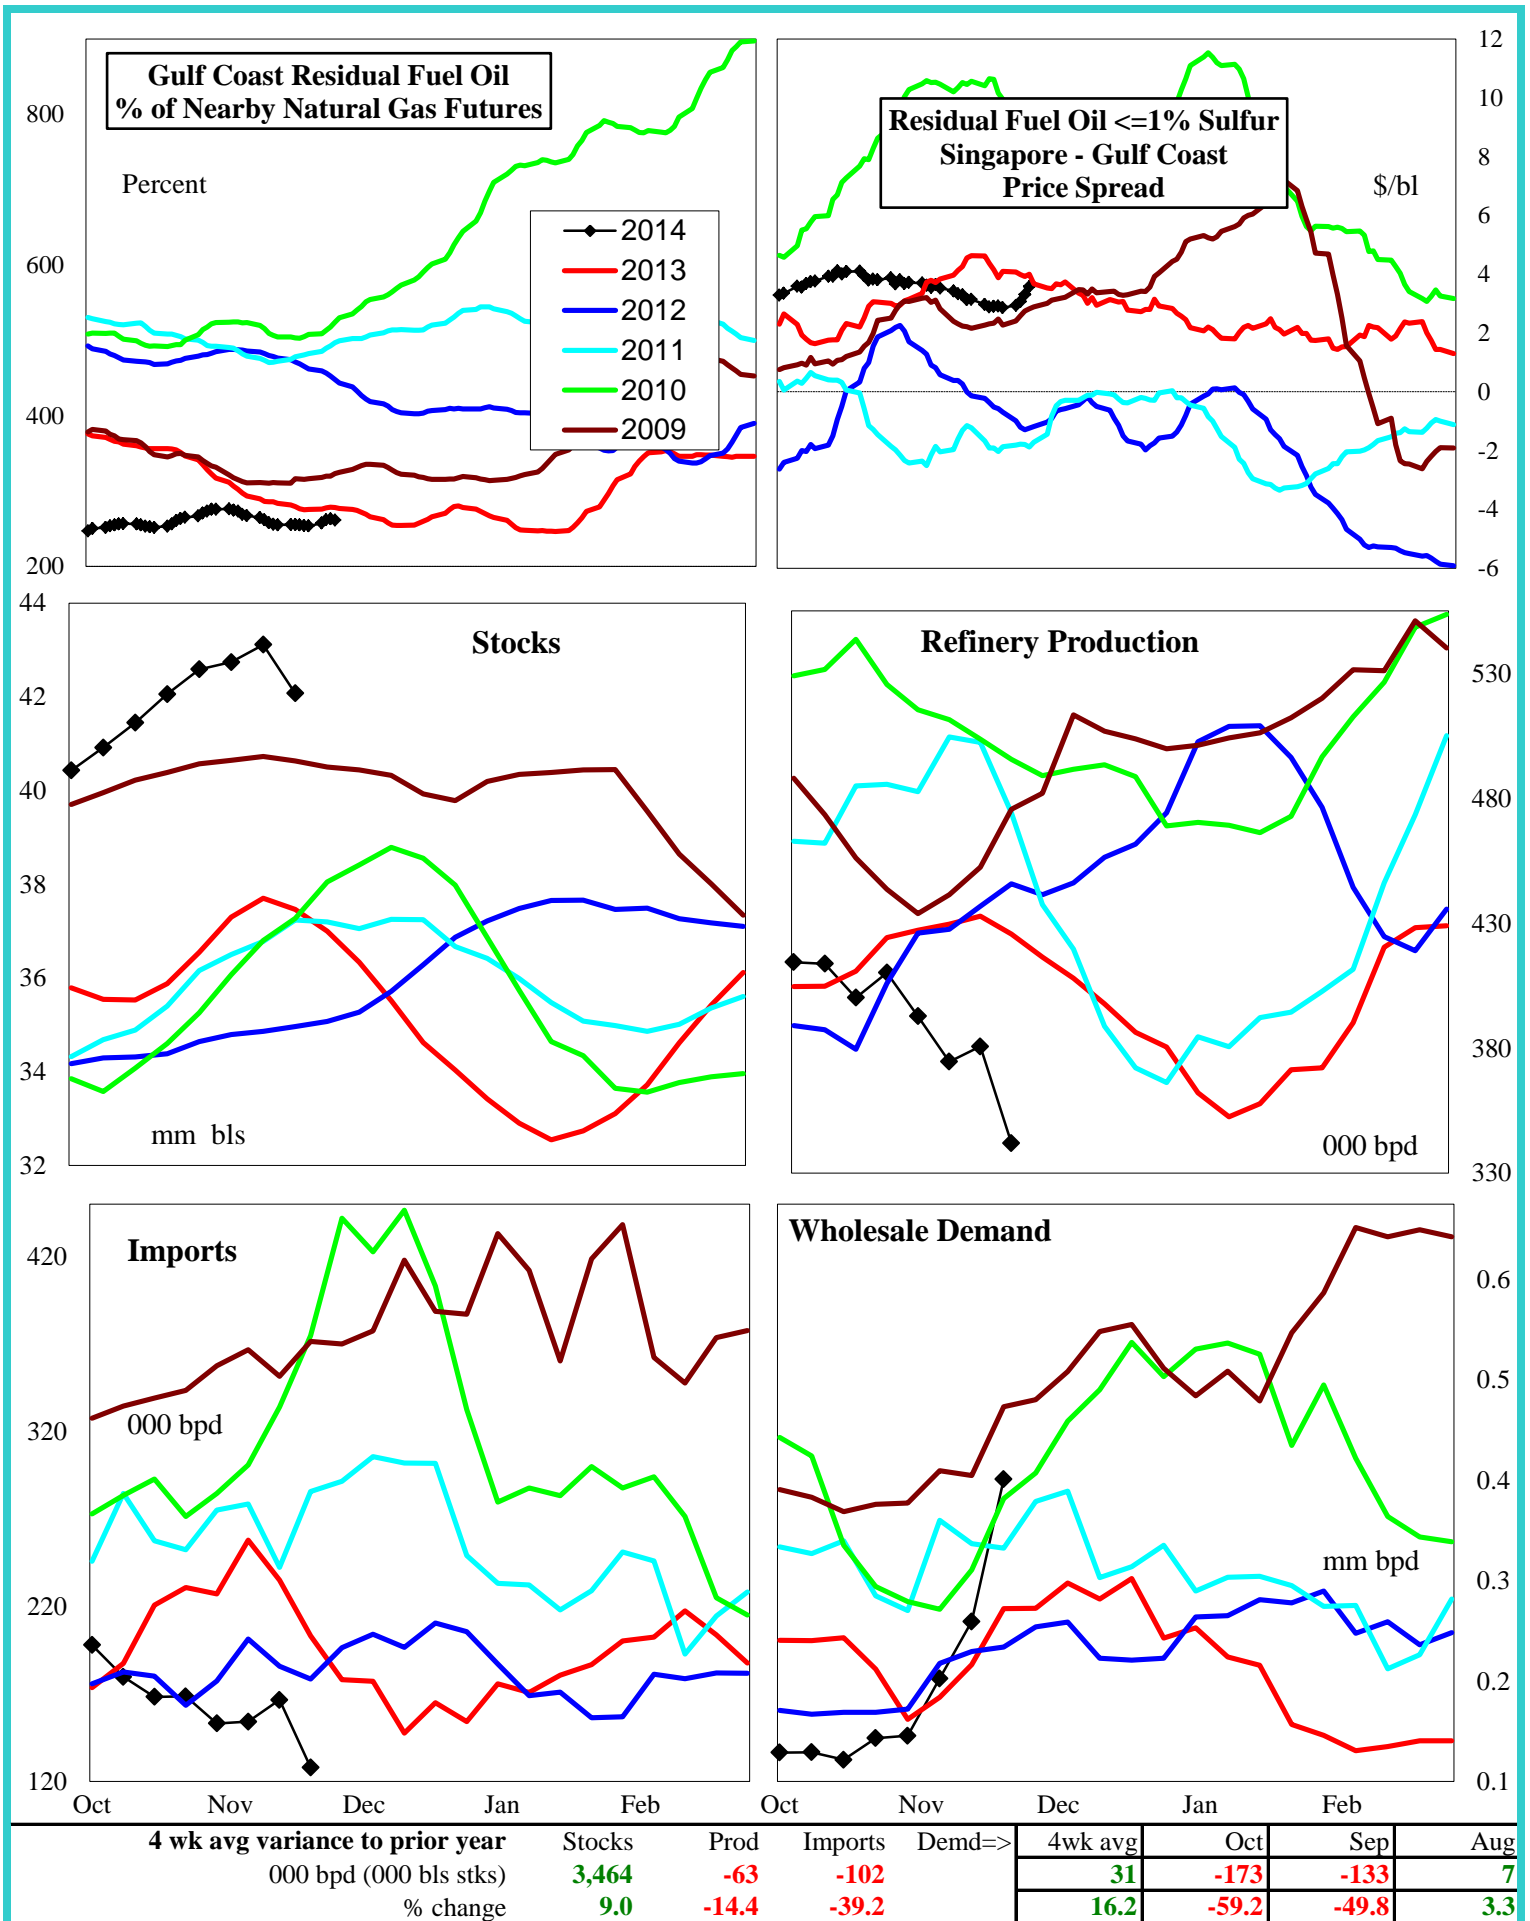 Gulf Coast Residual Fuel Oil
% of Nearby Natural Gas Futures
Percent
800
600
400
200
2014
2013
2012
2011
2010
2009
Residual Fuel Oil <=1% Sulfur
Singapore - Gulf Coast
Price Spread
$/bl
12
10
8
6
4
2
0
-2
-4
-6
Stocks
mm bls
44
42
40
38
36
34
32
Refinery Production
000 bpd
530
480
430
380
330
Imports
000 bpd
420
320
220
120
Oct Nov Dec Jan Feb
Wholesale Demand
mm bpd
0.6
0.5
0.4
0.3
0.2
0.1
Oct Nov Dec Jan Feb
4 wk avg variance to prior year Stocks Prod Imports Demd=> 4wk avg Oct Sep Aug
000 bpd (000 bls stks) 3,464 -63 -102 31 -173 -133 7
% change 9.0 -14.4 -39.2 16.2 -59.2 -49.8 3.3